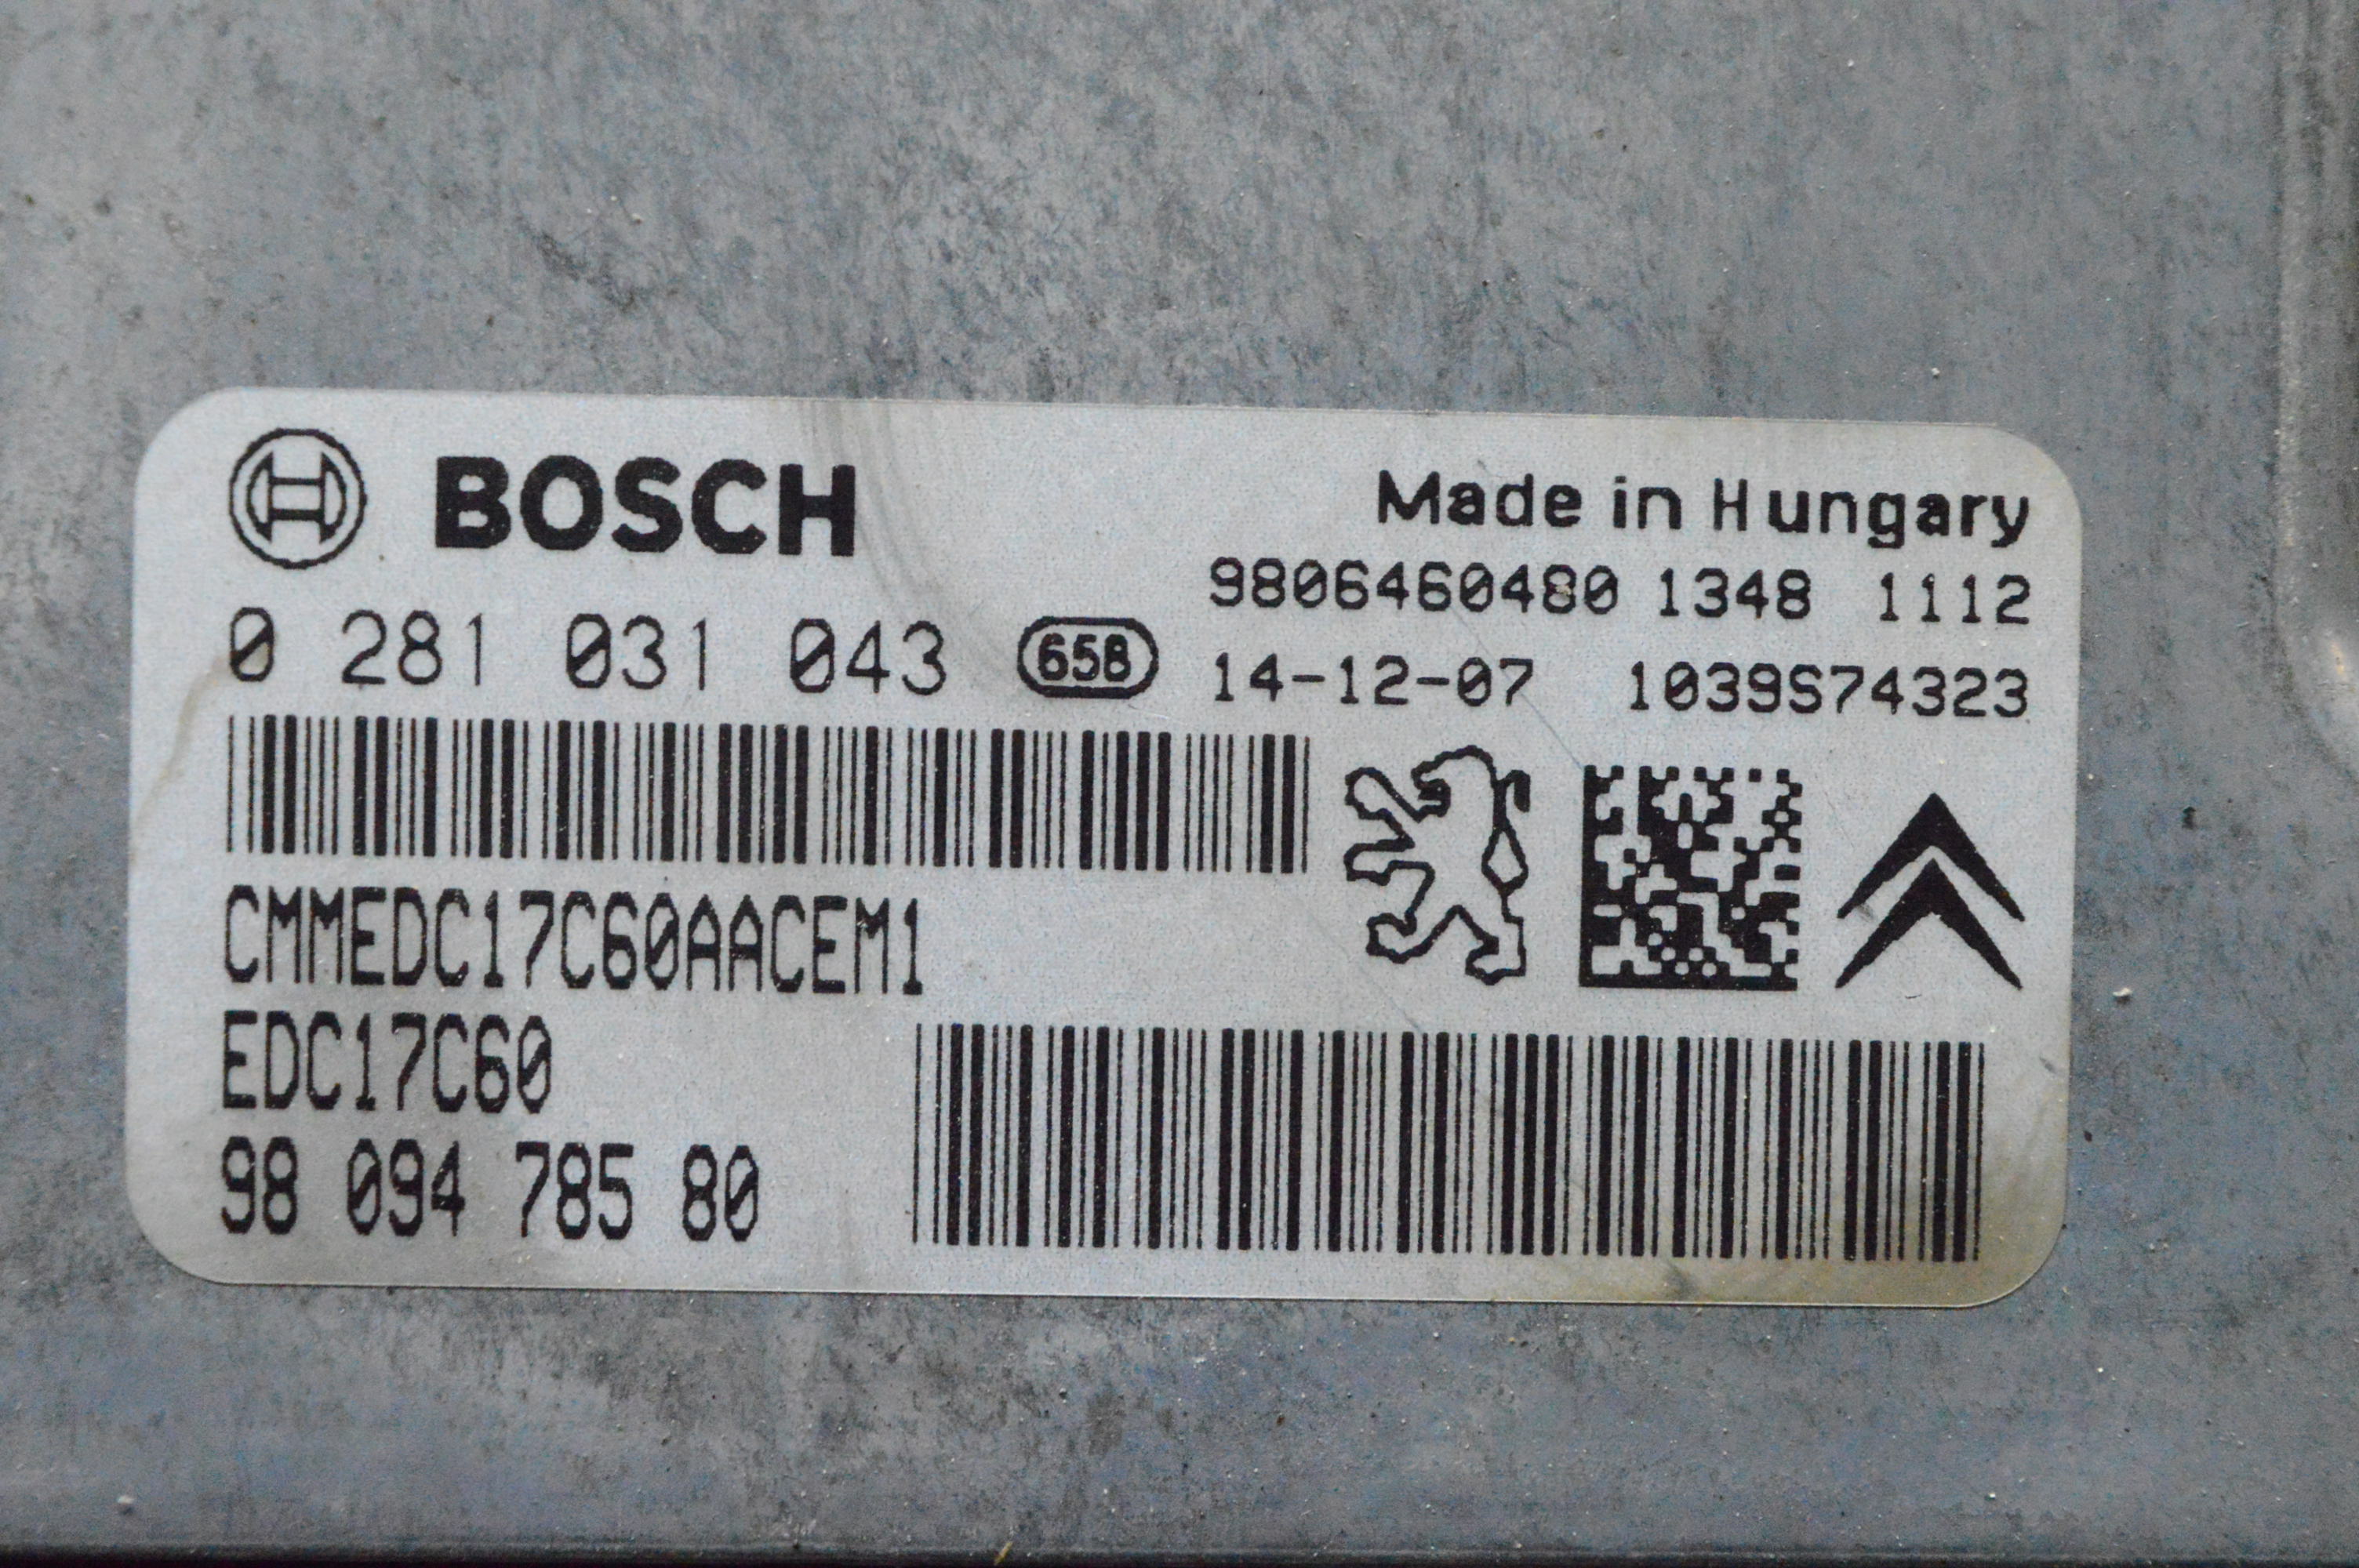 BOSCH
Made in Hungary
9806460480 1348 1112
0 281 031 043 658
14-12-07 1039S74323
CMMEDC17C60AACEM1
EDC17C60
98 094 785 80